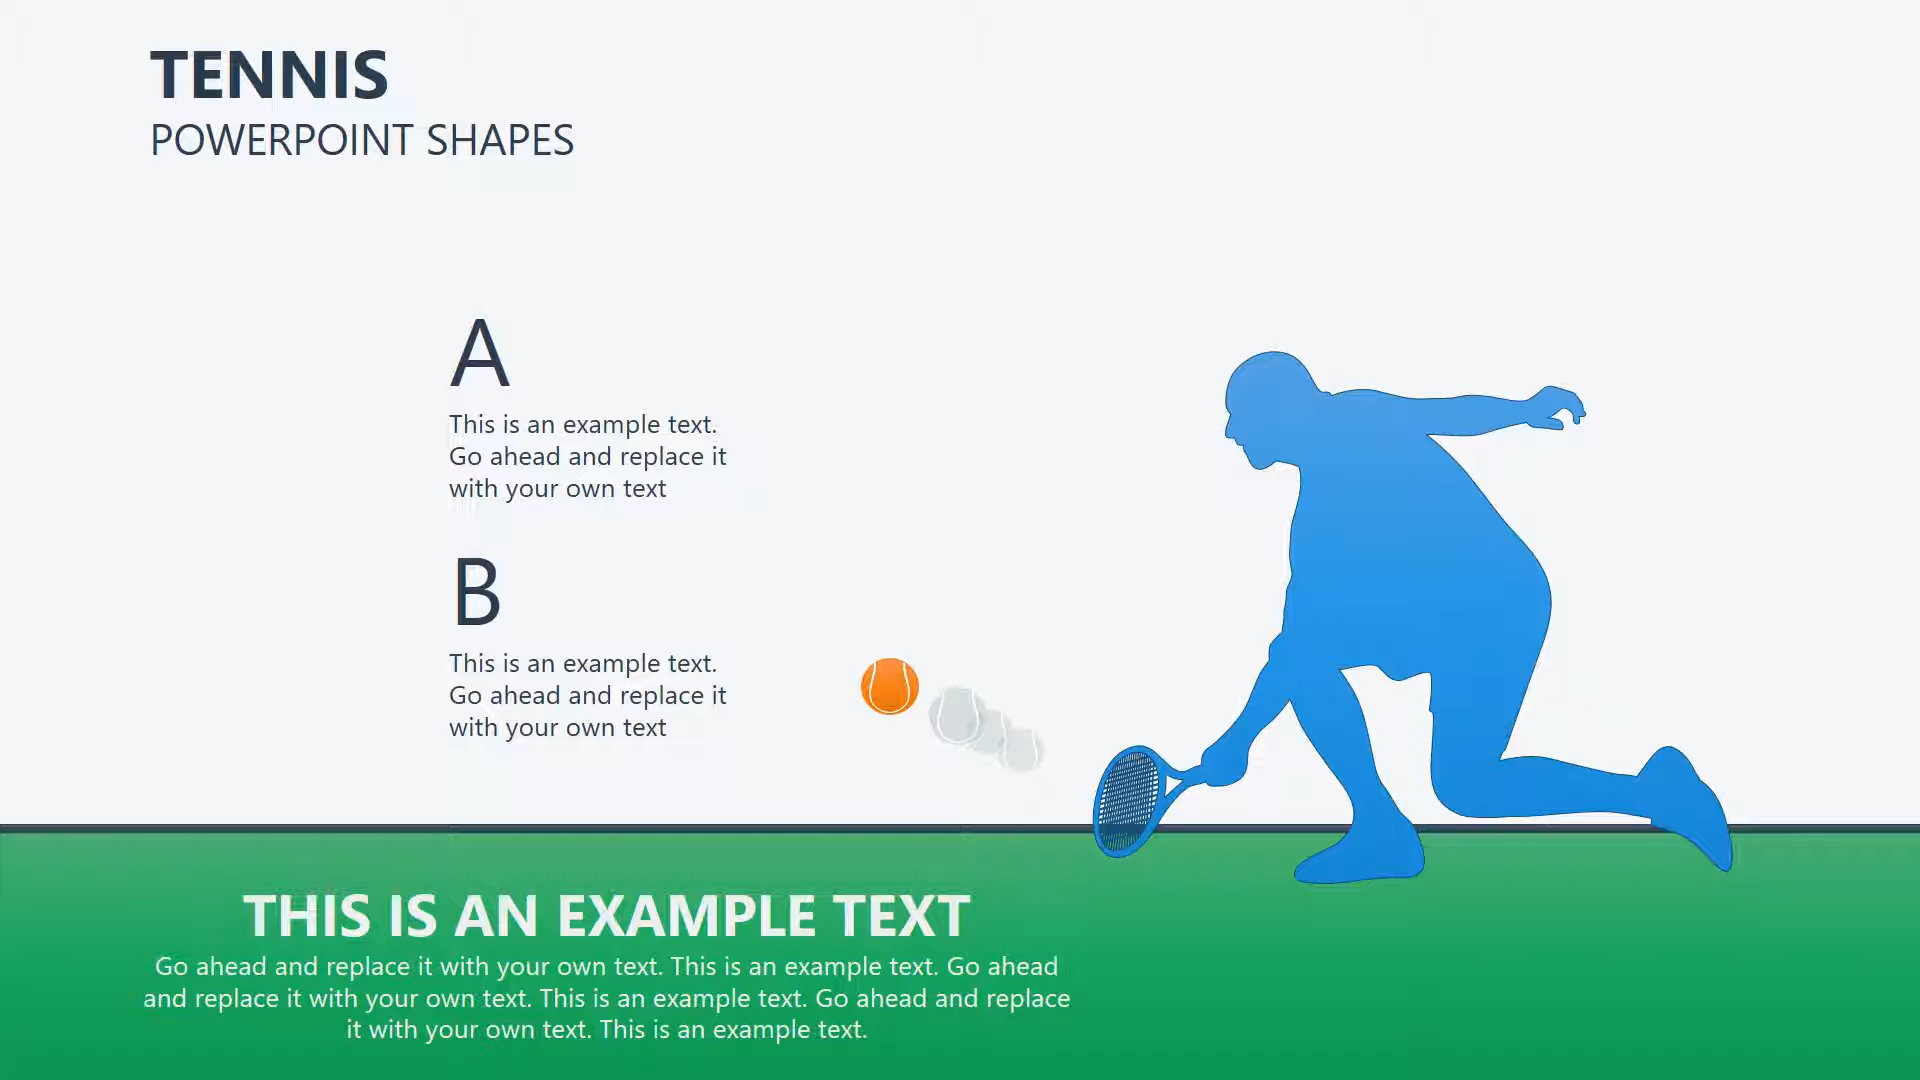 TENNIS
POWERPOINT SHAPES
A
This is an example text.
Go ahead and replace it
with your own text
B
This is an example text.
Go ahead and replace it
with your own text
THIS IS AN EXAMPLE TEXT
Go ahead and replace it with your own text. This is an example text. Go ahead
and replace it with your own text. This is an example text. Go ahead and replace
it with your own text. This is an example text.